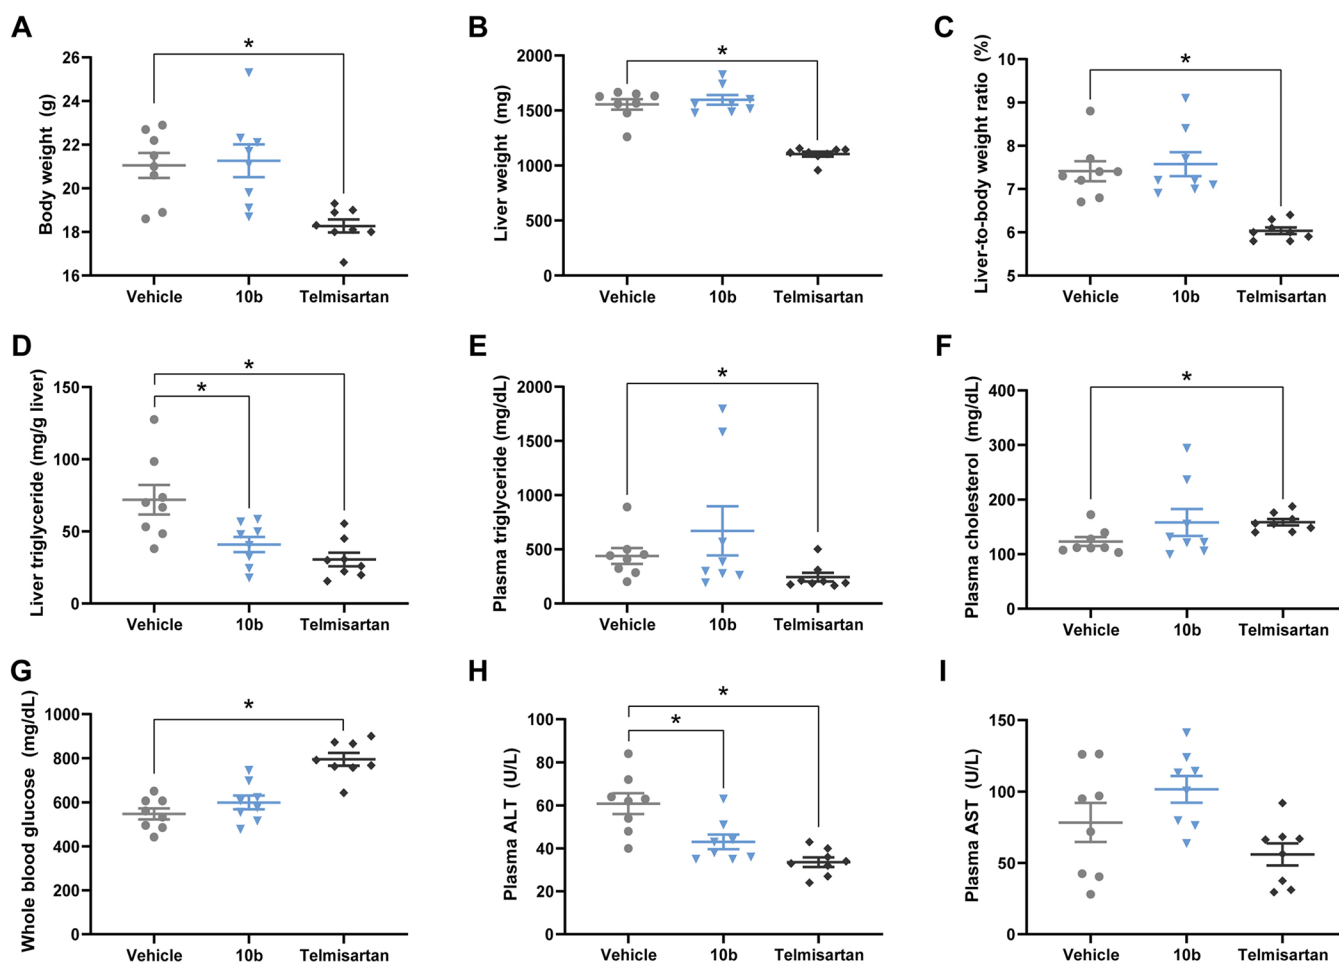 A
Body weight (g)
26
24
22
20
18
16
*
Vehicle
10b
Telmisartan
B
Liver weight (mg)
2000
1500
1000
500
0
*
Vehicle
10b
Telmisartan
C
Liver-to-body weight ratio (%)
10
9
8
7
6
5
*
Vehicle
10b
Telmisartan
D
Liver triglyceride (mg/g liver)
150
100
50
0
*
*
Vehicle
10b
Telmisartan
E
Plasma triglyceride (mg/dL)
2000
1500
1000
500
0
*
Vehicle
10b
Telmisartan
F
Plasma cholesterol (mg/dL)
400
300
200
100
0
*
Vehicle
10b
Telmisartan
G
Whole blood glucose (mg/dL)
1000
800
600
400
200
0
*
Vehicle
10b
Telmisartan
H
Plasma ALT (U/L)
100
80
60
40
20
0
*
*
Vehicle
10b
Telmisartan
I
Plasma AST (U/L)
150
100
50
0
Vehicle
10b
Telmisartan